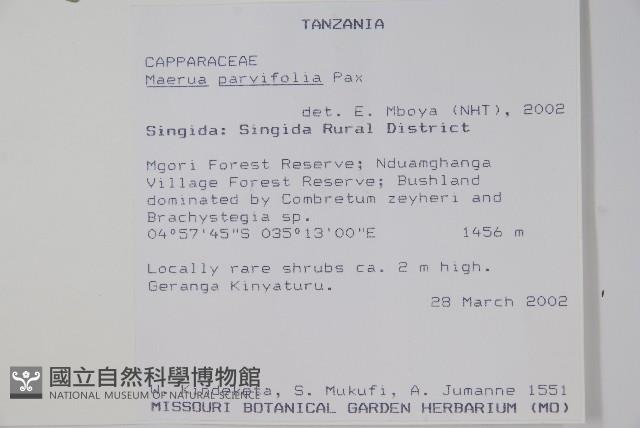 TANZANIA
CAPPARACEAE
Maerua parvifolia Pax
det. E. Mboya (NHT), 2002
Singida: Singida Rural District
Mgori Forest Reserve; Nduamghanga
Village Forest Reserve; Bushland
dominated by Combretum zeyheri and
Brachystegia sp.
04°57'45"S 035°13'00"E 1456 m
Locally rare shrubs ca. 2 m high.
Geranga Kinyaturu.
28 March 2002
國立自然科學博物館
NATIONAL MUSEUM OF NATURAL SCIENCE
W. Kindeketa, S. Mukufi, A. Jumanne 1551
MISSOURI BOTANICAL GARDEN HERBARIUM (MO)